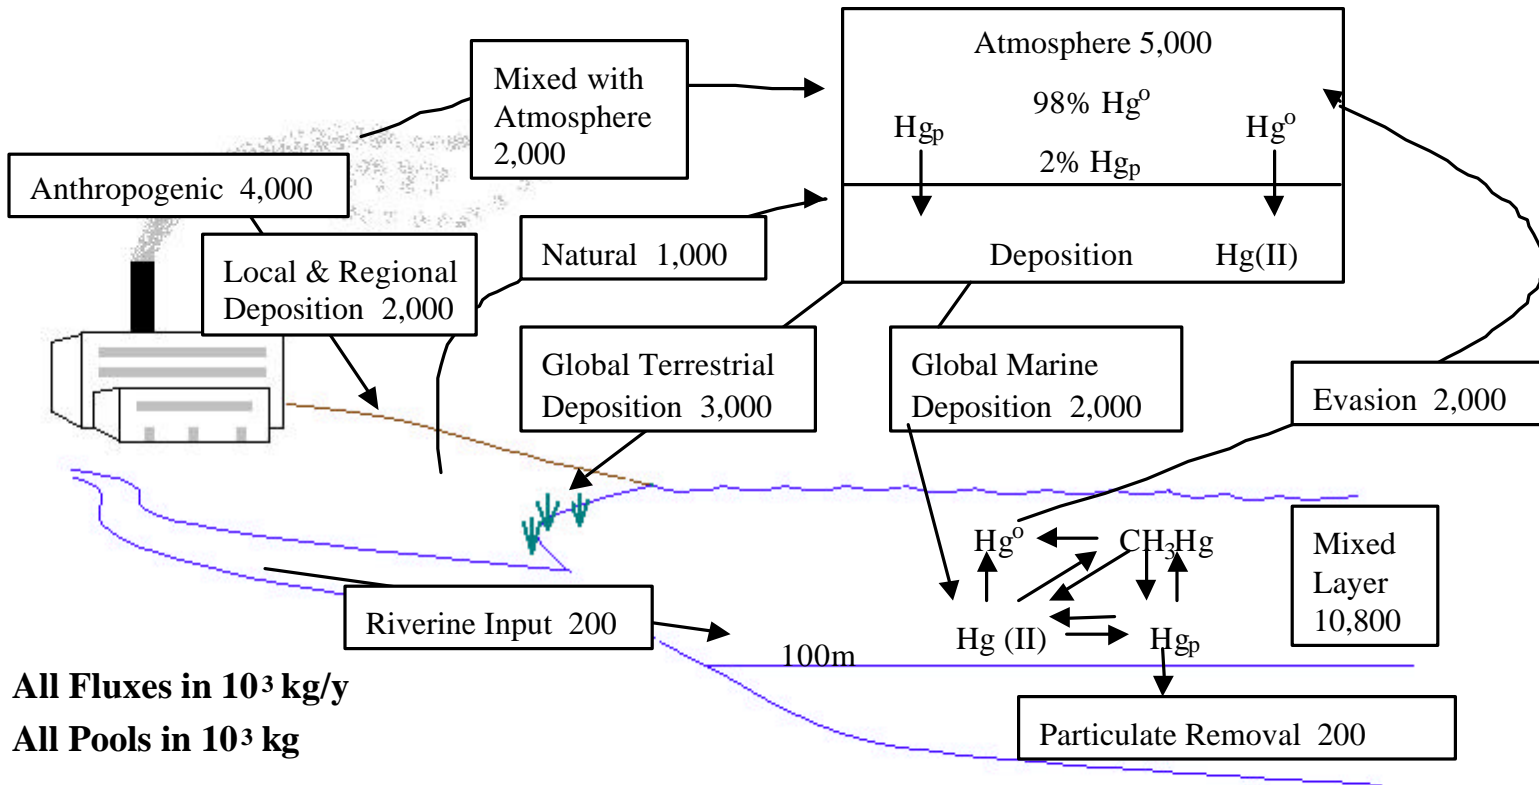 Atmosphere 5,000
98% Hgº
Hgp
Hgº
2% Hgp
Deposition
Hg(II)
Mixed with
Atmosphere
2,000
Anthropogenic 4,000
Local & Regional
Deposition 2,000
Natural 1,000
Global Terrestrial
Deposition 3,000
Global Marine
Deposition 2,000
Evasion 2,000
Hgº
CH3Hg
Hg (II)
Hgp
Mixed
Layer
10,800
Riverine Input 200
100m
Particulate Removal 200
All Fluxes in 10³ kg/y
All Pools in 10³ kg